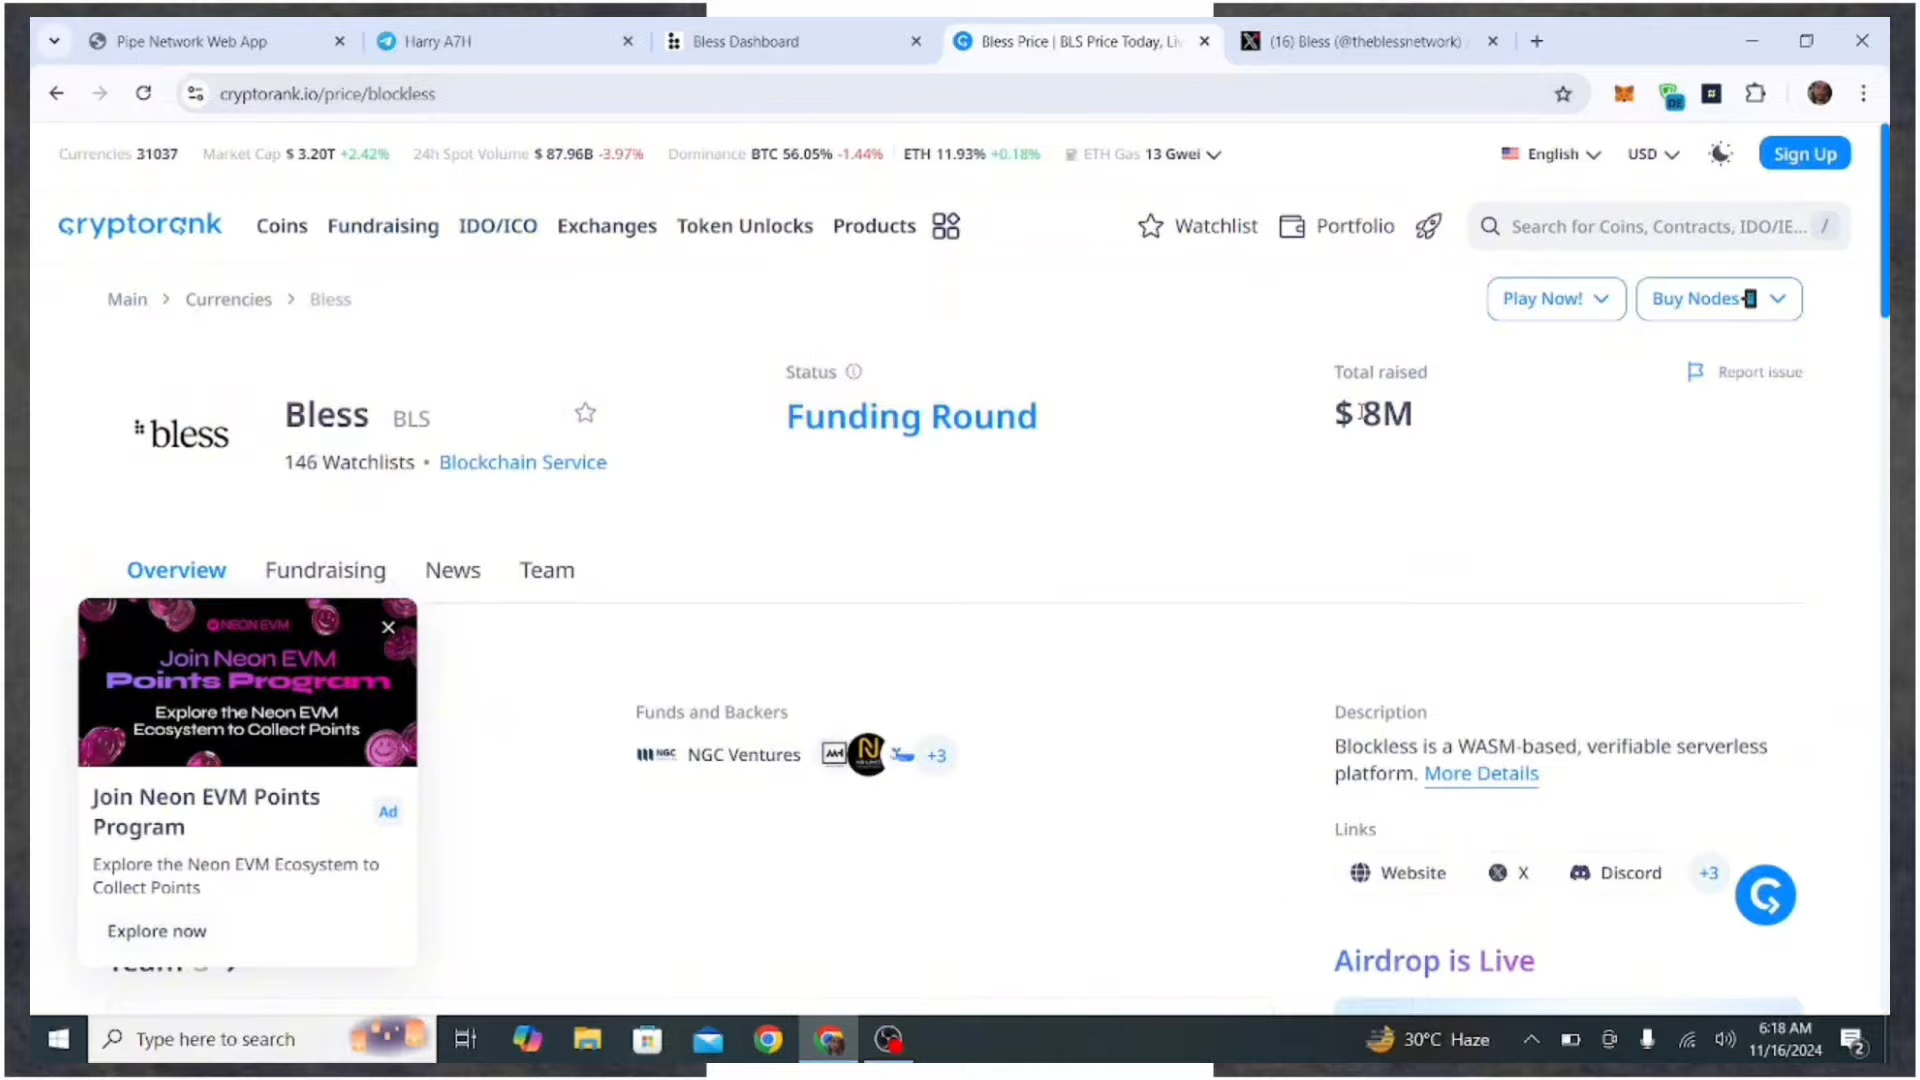 Pipe Network Web App
Harry A7H
Bless Dashboard
Bless Price | BLS Price Today, Li
(16) Bless (@theblessnetwork)
cryptorank.io/price/blockless
Currencies 31037
Market Cap $ 3.20T +2.42%
24h Spot Volume $ 87.96B -3.97%
Dominance BTC 56.05% -1.44%
ETH 11.93% +0.18%
ETH Gas 13 Gwei
English
USD
Sign Up
cryptorank
Coins
Fundraising
IDO/ICO
Exchanges
Token Unlocks
Products
Watchlist
Portfolio
Search for Coins, Contracts, IDO/IE... /
Main > Currencies > Bless
Play Now!
Buy Nodes
bless
Bless BLS
146 Watchlists • Blockchain Service
Status
Funding Round
Total raised
$ 8M
Report issue
Overview
Fundraising
News
Team
NEON EVM
Join Neon EVM
Points Program
Explore the Neon EVM
Ecosystem to Collect Points
Join Neon EVM Points
Program
Ad
Explore the Neon EVM Ecosystem to
Collect Points
Explore now
Funds and Backers
NGC NGC Ventures
+3
Description
Blockless is a WASM-based, verifiable serverless
platform. More Details
Links
Website
X
Discord
+3
Airdrop is Live
Type here to search
30°C Haze
6:18 AM
11/16/2024
2